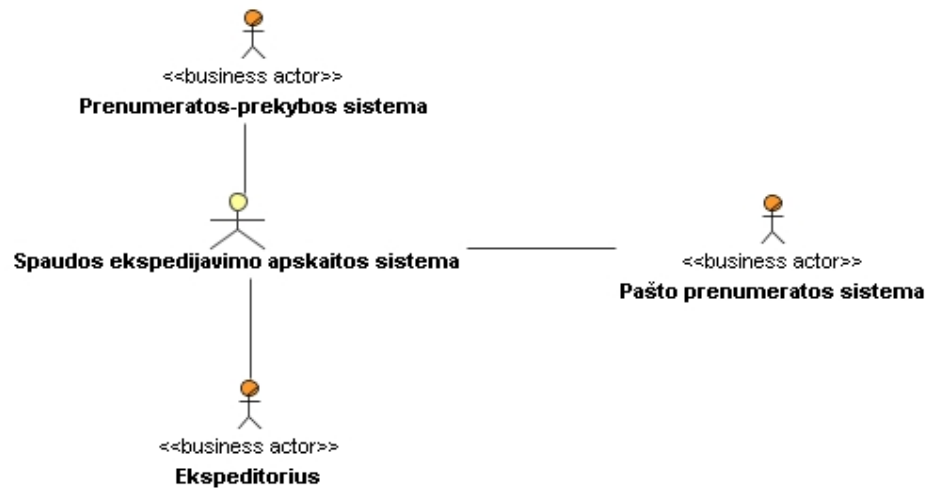 <<business actor>>
Prenumeratos-prekybos sistema
Spaudos ekspedijavimo apskaitos sistema
<<business actor>>
Pašto prenumeratos sistema
<<business actor>>
Ekspeditorius